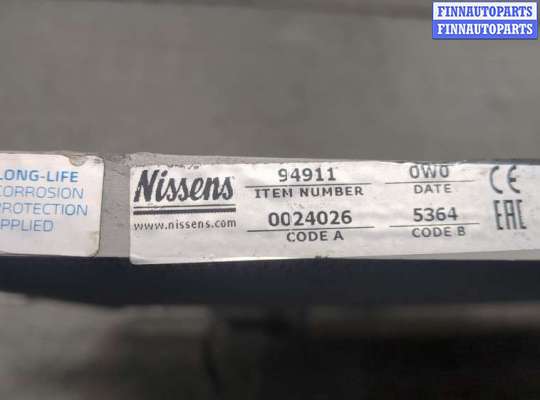 FINNAUTOPARTS
FINNAUTOPARTS
LONG-LIFE
CORROSION
PROTECTION
APPLIED
Nissens
www.nissens.com
94911
ITEM NUMBER
0024026
CODE A
0W0
DATE
5364
CODE B
CE
EAC